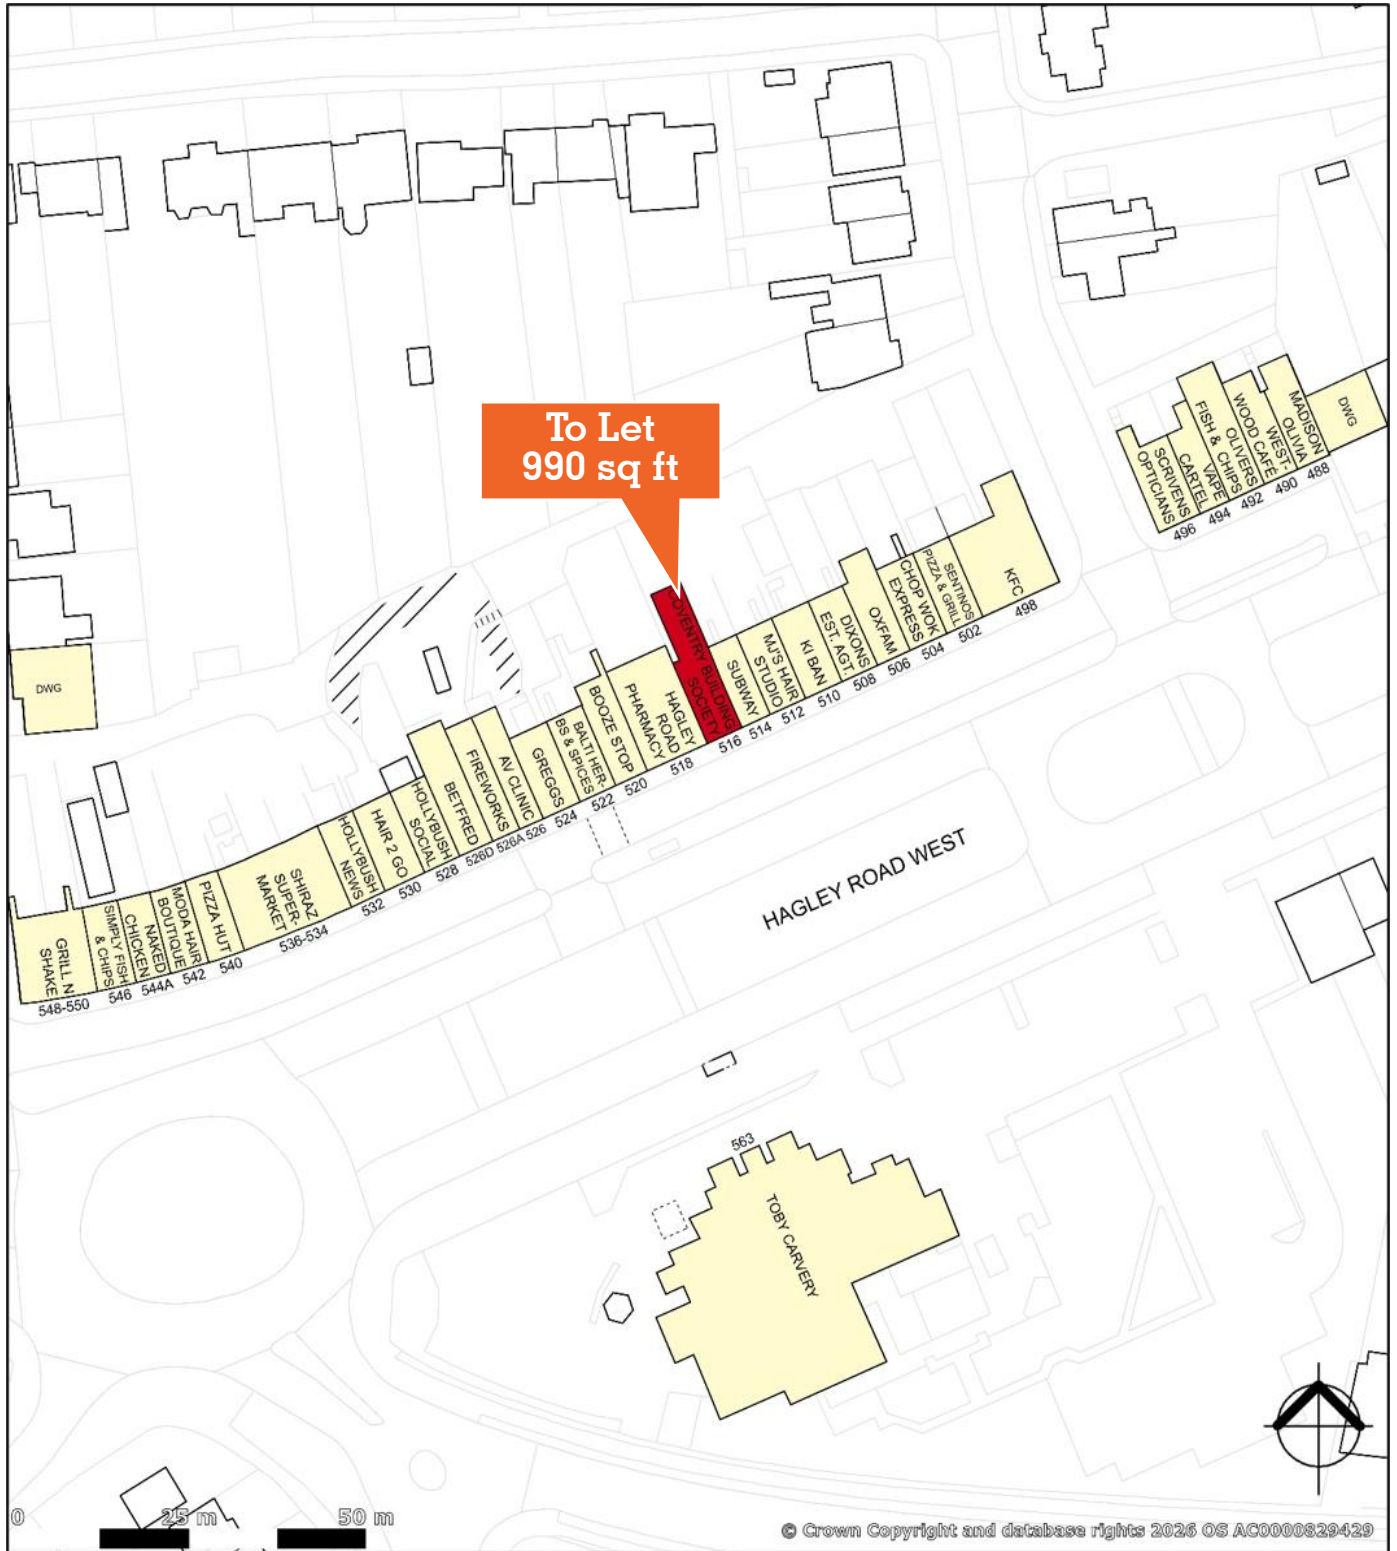 To Let
990 sq ft
DWG
MADISON
OLIVIA
WEST-
WOOD CAFÉ
OLIVERS
FISH &
CHIPS
VAPE
CARTEL
SCRIVENS
OPTICIANS
488
490
492
494
496
KFC
498
SENTINOS
PIZZA & GRILL
502
CHOP WOK
EXPRESS
504
OXFAM
506
DIXONS
EST. AGT.
508
KI BAN
510
MJ'S HAIR
STUDIO
512
SUBWAY
514
COVENTRY BUILDING
SOCIETY
516
HAGLEY
ROAD
PHARMACY
518
BOOZE STOP
520
BALTI HER-
BS & SPICES
522
GREGGS
524
AV CLINIC
526
FIREWORKS
526A
BETFRED
526D
HOLLYBUSH
SOCIAL
528
HAIR 2 GO
530
HOLLYBUSH
NEWS
532
SHIRAZ
SUPER-
MARKET
536-534
PIZZA HUT
540
MODA HAIR
BOUTIQUE
542
NAKED
CHICKEN
544A
SIMPLY FISH
& CHIPS
546
GRILL N
SHAKE
548-550
DWG
HAGLEY ROAD WEST
563
TOBY CARVERY
0 25 m 50 m
© Crown Copyright and database rights 2026 OS AC0000829429